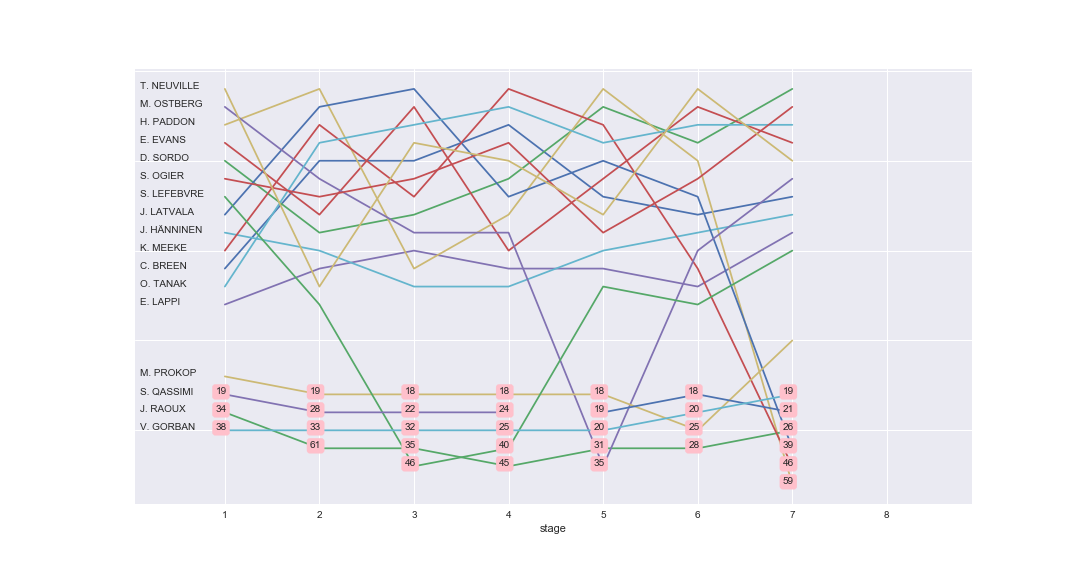 T. NEUVILLE
M. OSTBERG
H. PADDON
E. EVANS
D. SORDO
S. OGIER
S. LEFEBVRE
J. LATVALA
J. HÄNNINEN
K. MEEKE
C. BREEN
O. TANAK
E. LAPPI
M. PROKOP
S. QASSIMI 19 19 18 18 18 18 19
J. RAOUX 34 28 22 24 19 20 21
V. GORBAN 38 33 32 25 20 25 26
61 35 40 31 28 39
46 45 35 46
59
1 2 3 4 5 6 7 8
stage